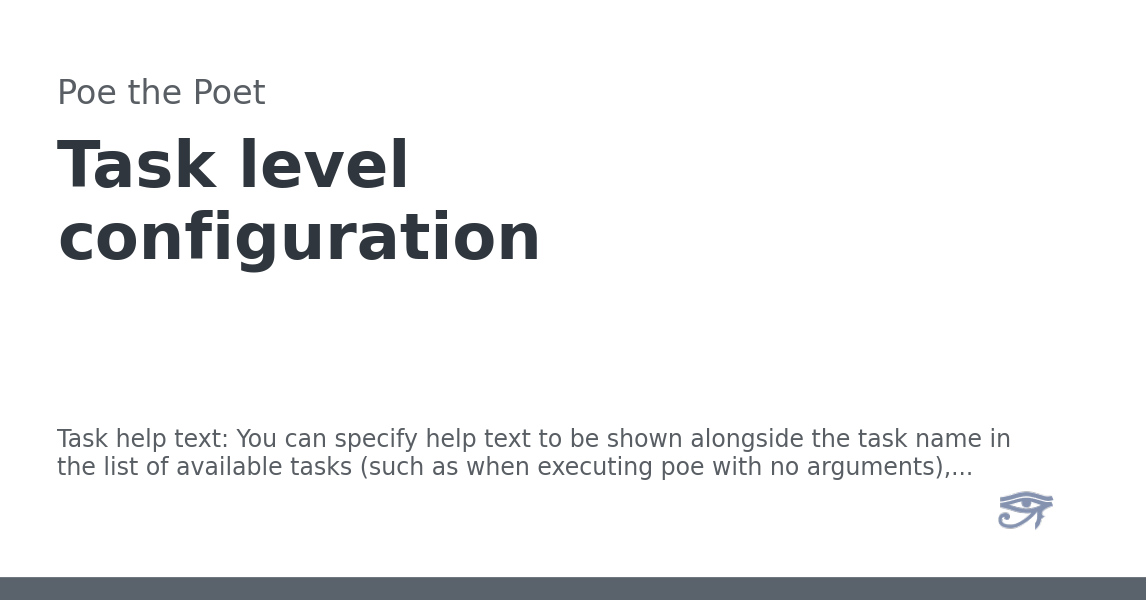 Poe the Poet
Task level
configuration
Task help text: You can specify help text to be shown alongside the task name in
the list of available tasks (such as when executing poe with no arguments),...